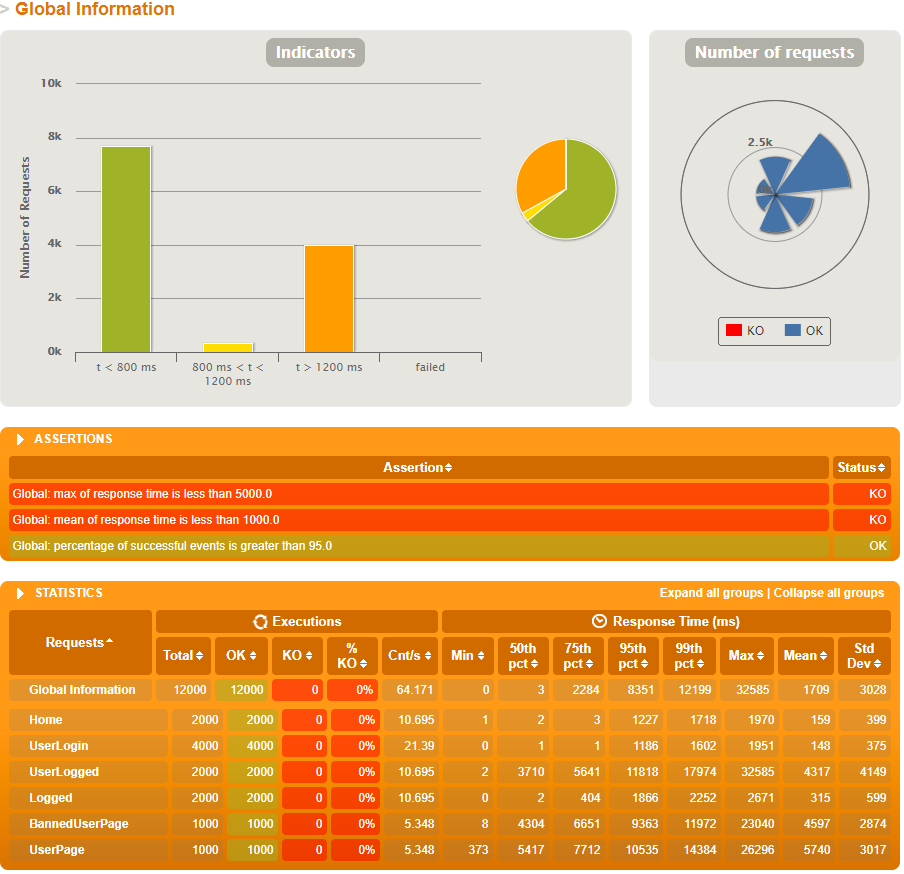 > Global Information
Indicators
Number of requests
10k
8k
6k
4k
2k
0k
Number of Requests
t < 800 ms
800 ms < t <
1200 ms
t > 1200 ms
failed
2.5k
KO OK
ASSERTIONS
Assertion Status
Global: max of response time is less than 5000.0 KO
Global: mean of response time is less than 1000.0 KO
Global: percentage of successful events is greater than 95.0 OK
STATISTICS Expand all groups | Collapse all groups
Requests Executions Response Time (ms)
Total OK KO % KO Cnt/s Min 50th pct 75th pct 95th pct 99th pct Max Mean Std Dev
Global Information 12000 12000 0 0% 64.171 0 3 2284 8351 12199 32585 1709 3028
Home 2000 2000 0 0% 10.695 1 2 3 1227 1718 1970 159 399
UserLogin 4000 4000 0 0% 21.39 0 1 1 1186 1602 1951 148 375
UserLogged 2000 2000 0 0% 10.695 2 3710 5641 11818 17974 32585 4317 4149
Logged 2000 2000 0 0% 10.695 0 2 404 1866 2252 2671 315 599
BannedUserPage 1000 1000 0 0% 5.348 8 4304 6651 9363 11972 23040 4597 2874
UserPage 1000 1000 0 0% 5.348 373 5417 7712 10535 14384 26296 5740 3017